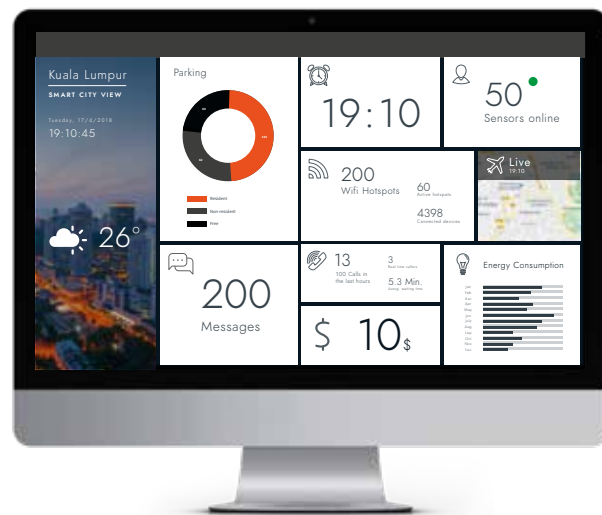 Kuala Lumpur
SMART CITY VIEW
Tuesday, 17/4/2018
19:10:45
26°
Parking
Resident
Non-resident
Free
19:10
50
Sensors online
200
Wifi Hotspots
60
Active hotspots
4398
Connected devices
Live
19:10
200
Messages
13
100 Calls in
the last hours
3
Real time callers
5.3 Min.
waiting time
$ 10$
Energy Consumption
Jan
Feb
Mar
Apr
May
Jun
Aug
Sep
Oct
Nov